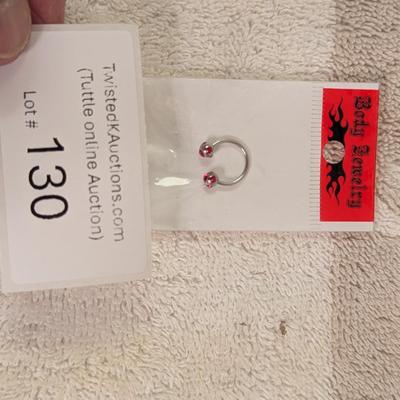 TwistedKAuctions.com
(Tuttle online Auction)
Lot # 130
Body Jewelry